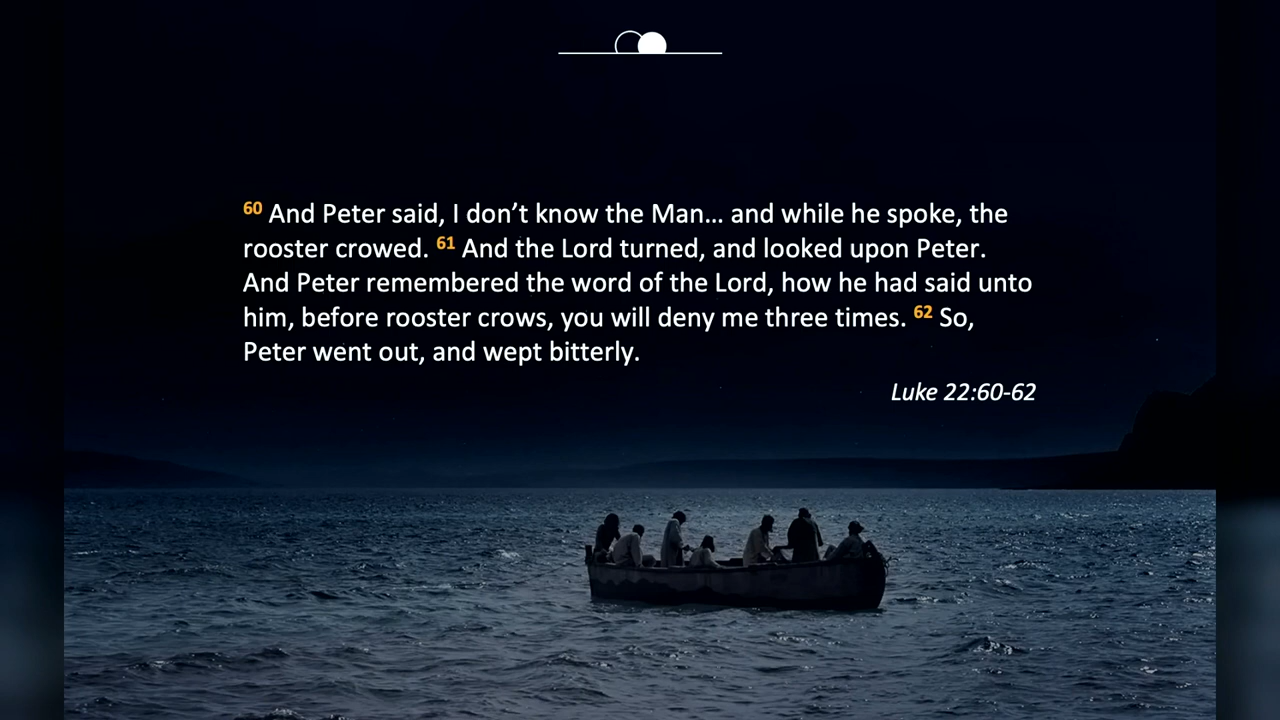 60 And Peter said, I don’t know the Man… and while he spoke, the
rooster crowed. 61 And the Lord turned, and looked upon Peter.
And Peter remembered the word of the Lord, how he had said unto
him, before rooster crows, you will deny me three times. 62 So,
Peter went out, and wept bitterly.
Luke 22:60-62